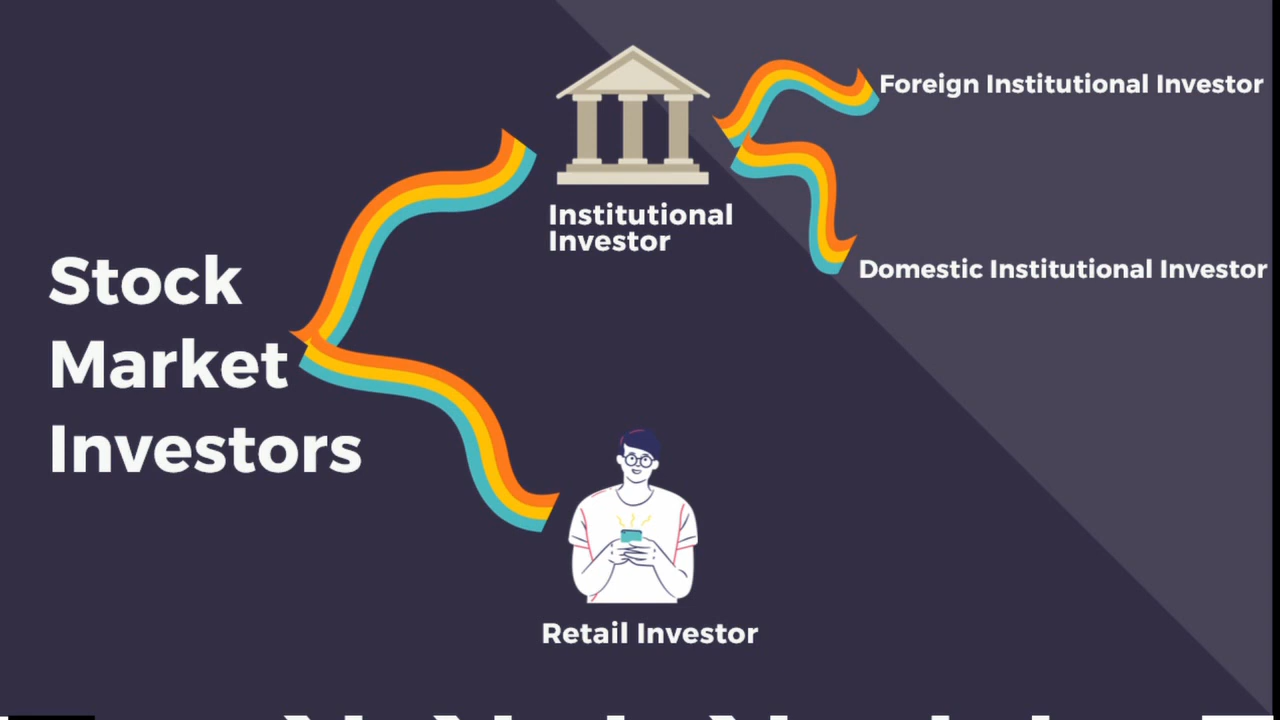 Stock
Market
Investors
Institutional
Investor
Foreign Institutional Investor
Domestic Institutional Investor
Retail Investor